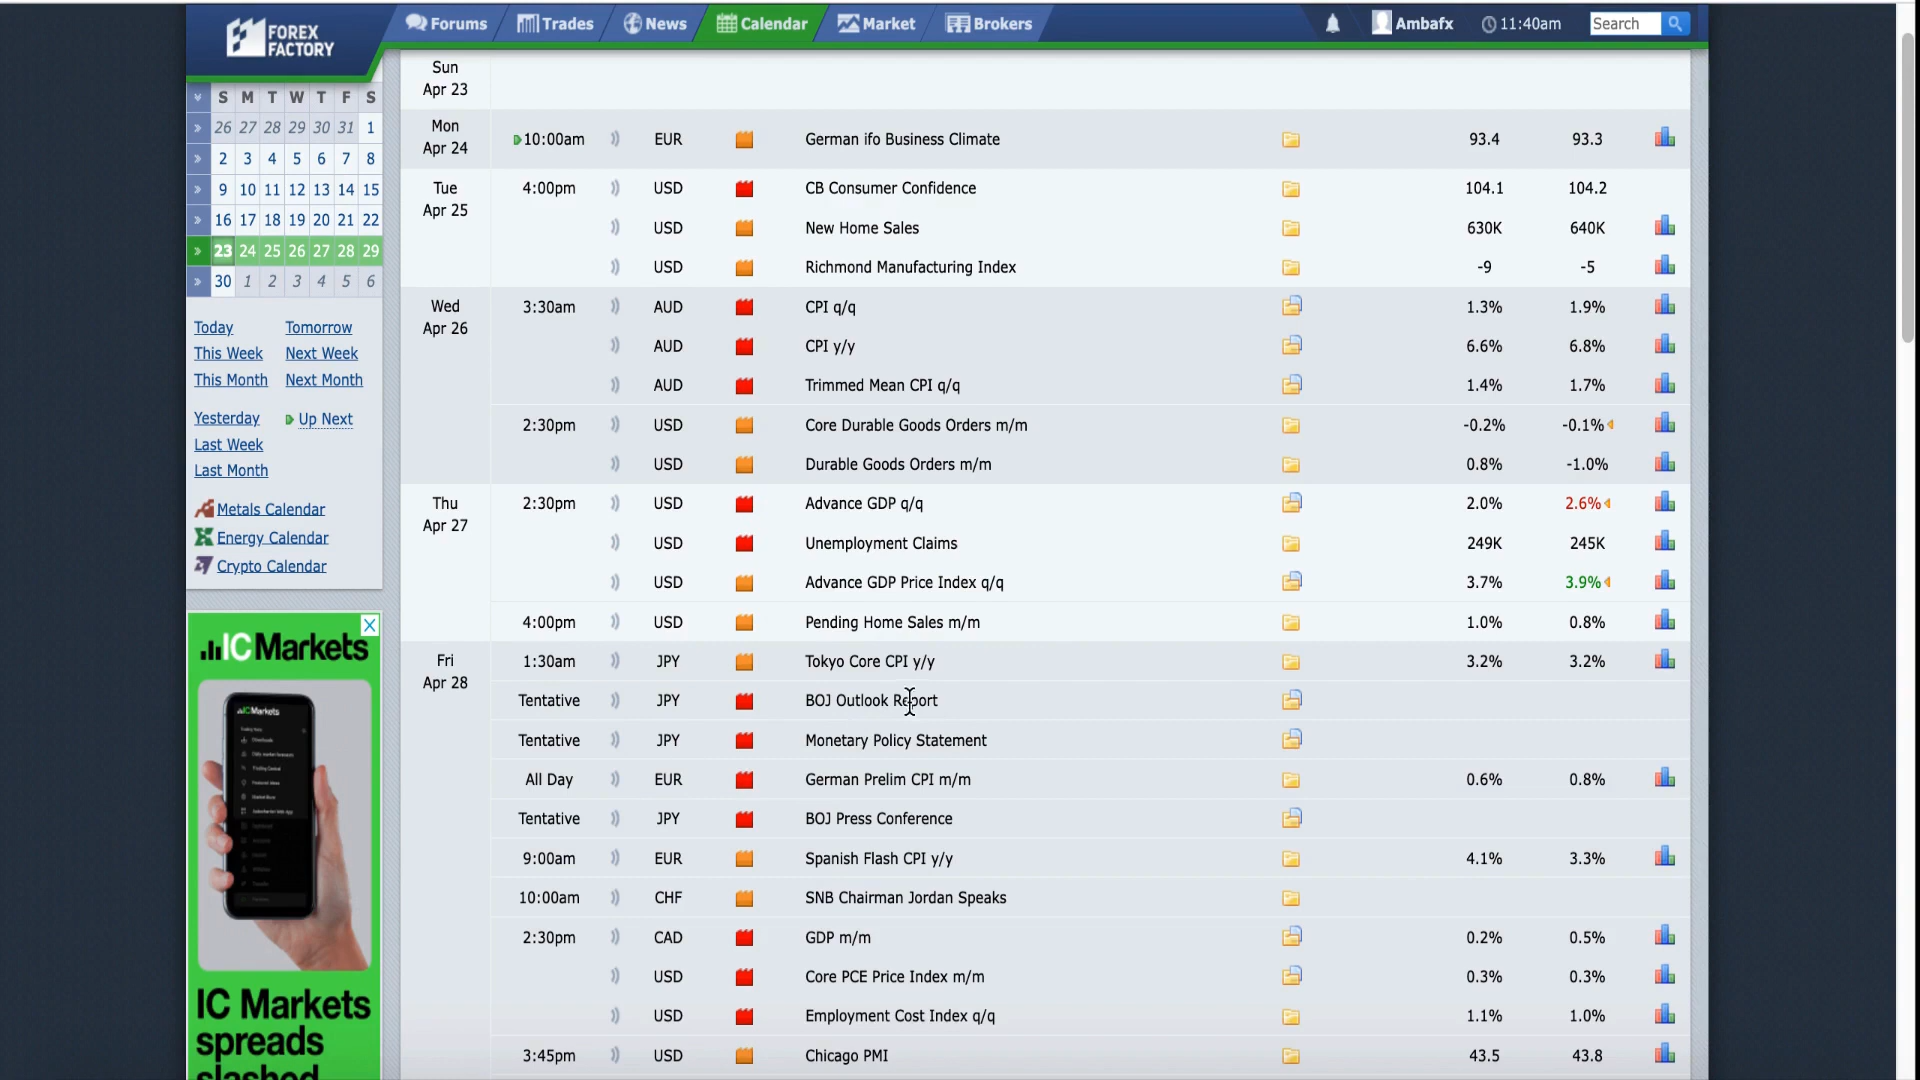 FOREX
FACTORY
Forums
Trades
News
Calendar
Market
Brokers
Ambafx
11:40am
Search
S M T W T F S
26 27 28 29 30 31 1
2 3 4 5 6 7 8
9 10 11 12 13 14 15
16 17 18 19 20 21 22
23 24 25 26 27 28 29
30 1 2 3 4 5 6
Today Tomorrow
This Week Next Week
This Month Next Month
Yesterday Up Next
Last Week
Last Month
Metals Calendar
Energy Calendar
Crypto Calendar
IC Markets
ICMarkets
IC Markets
spreads
slashed
Sun
Apr 23
Mon
Apr 24
10:00am EUR German ifo Business Climate 93.4 93.3
Tue
Apr 25
4:00pm USD CB Consumer Confidence 104.1 104.2
USD New Home Sales 630K 640K
USD Richmond Manufacturing Index -9 -5
Wed
Apr 26
3:30am AUD CPI q/q 1.3% 1.9%
AUD CPI y/y 6.6% 6.8%
AUD Trimmed Mean CPI q/q 1.4% 1.7%
2:30pm USD Core Durable Goods Orders m/m -0.2% -0.1%
USD Durable Goods Orders m/m 0.8% -1.0%
Thu
Apr 27
2:30pm USD Advance GDP q/q 2.0% 2.6%
USD Unemployment Claims 249K 245K
USD Advance GDP Price Index q/q 3.7% 3.9%
4:00pm USD Pending Home Sales m/m 1.0% 0.8%
Fri
Apr 28
1:30am JPY Tokyo Core CPI y/y 3.2% 3.2%
Tentative JPY BOJ Outlook Report
Tentative JPY Monetary Policy Statement
All Day EUR German Prelim CPI m/m 0.6% 0.8%
Tentative JPY BOJ Press Conference
9:00am EUR Spanish Flash CPI y/y 4.1% 3.3%
10:00am CHF SNB Chairman Jordan Speaks
2:30pm CAD GDP m/m 0.2% 0.5%
USD Core PCE Price Index m/m 0.3% 0.3%
USD Employment Cost Index q/q 1.1% 1.0%
3:45pm USD Chicago PMI 43.5 43.8